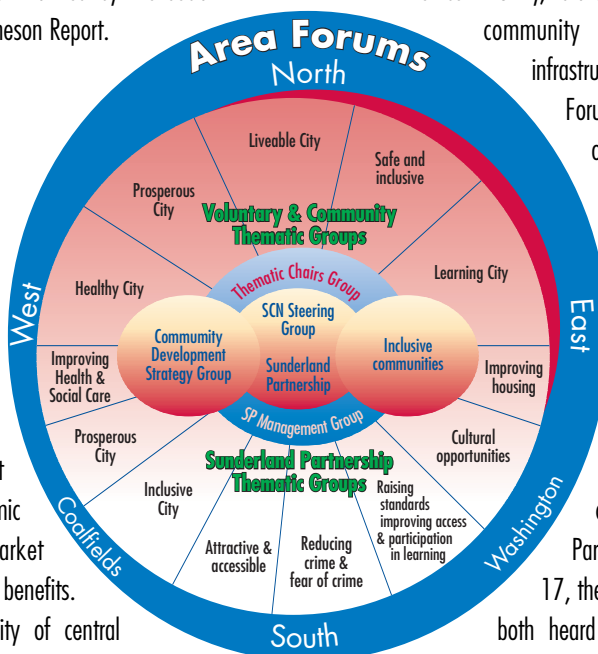 neson Report.
community
infrastru
Foru
Area Forums
North
Liveable City
Safe and
inclusive
Prosperous
City
Voluntary & Community
Thematic Groups
Healthy City
Learning City
Thematic Chairs Group
West
East
SCN Steering
Group
Sunderland
Partnership
Community
Development
Strategy Group
Inclusive
communities
Improving
Health &
Social Care
Improving
housing
SP Management Group
Prosperous
City
Cultural
opportunities
Sunderland Partnership
Thematic Groups
Inclusive
City
Raising
standards
improving access
& participation
in learning
Attractive &
accessible
Reducing
crime &
fear of crime
Coalfields
Washington
South
t
mic
arket
benefits.
ity of central
Par
17, the
both heard